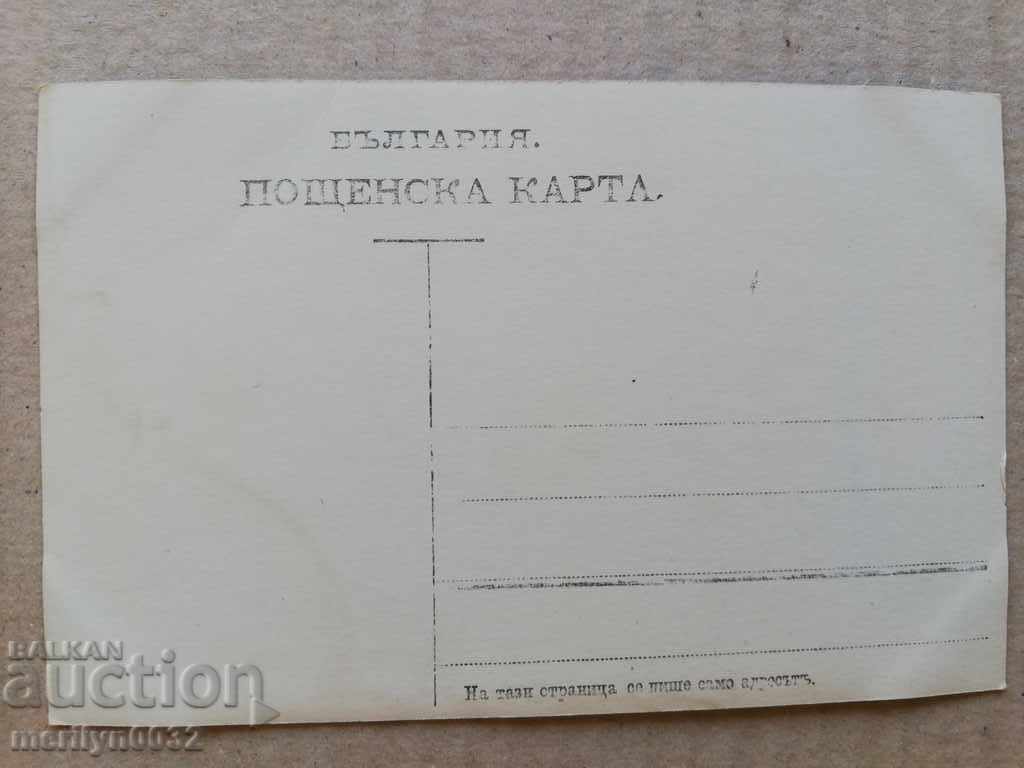 БЪЛГАРИЯ.
ПОЩЕНСКА КАРТА.
На тази страница се пише само адресътъ.
BALKAN
auction
merilyn0032